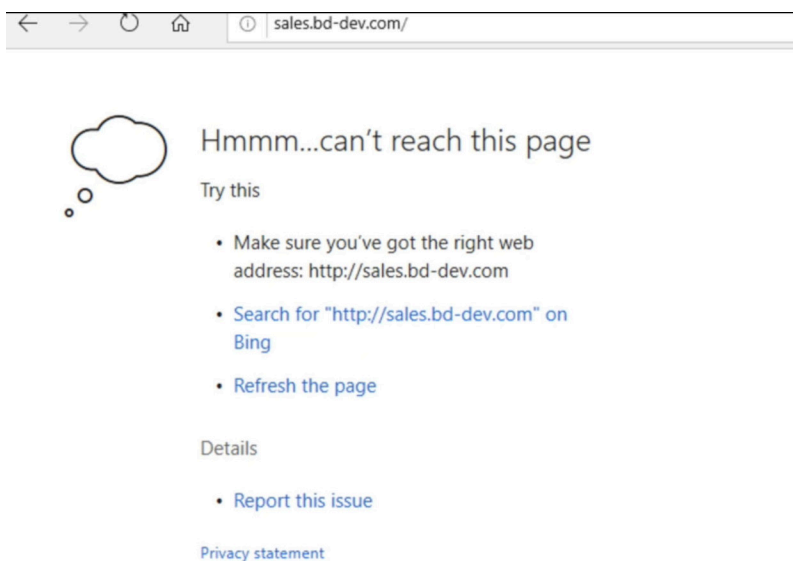 sales.bd-dev.com/
Hmmm...can't reach this page
Try this
• Make sure you've got the right web
address: http://sales.bd-dev.com
• Search for "http://sales.bd-dev.com" on
Bing
• Refresh the page
Details
• Report this issue
Privacy statement